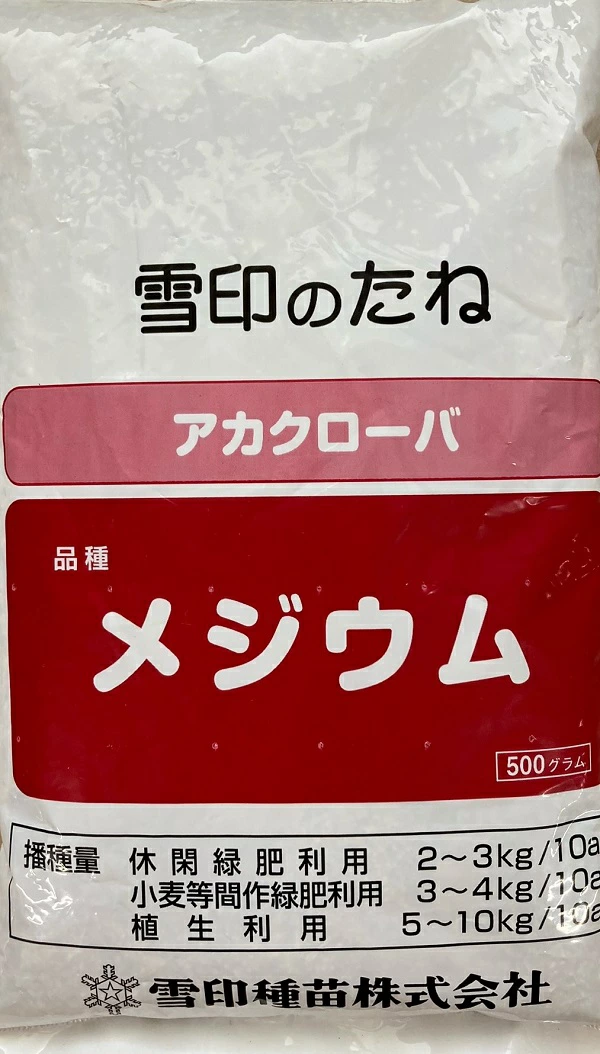 雪印のたね
アカクローバ
品種
メジウム
500グラム
播種量 休閑緑肥利用 2～3kg/10a
小麦等間作緑肥利用 3～4kg/10a
植生利用 5～10kg/10a
雪印種苗株式会社